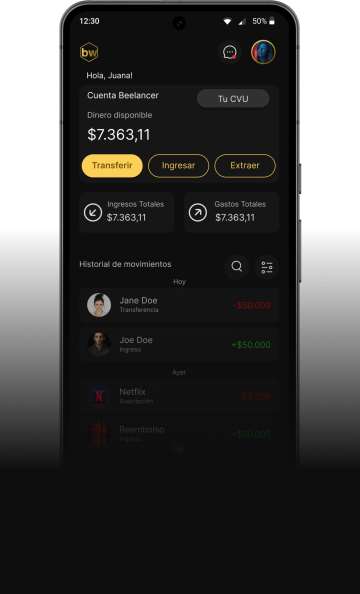 12:30
50%
bw
Hola, Juana!
Cuenta Beelancer
Tu CVU
Dinero disponible
$7.363,11
Transferir
Ingresar
Extraer
Ingresos Totales
$7.363,11
Gastos Totales
$7.363,11
Historial de movimientos
Hoy
Jane Doe
Transferencia
-$50.000
Joe Doe
Ingreso
+$50.000
Ayer
N
Netflix
Suscripción
Reembolso
Ingreso
+$50.000